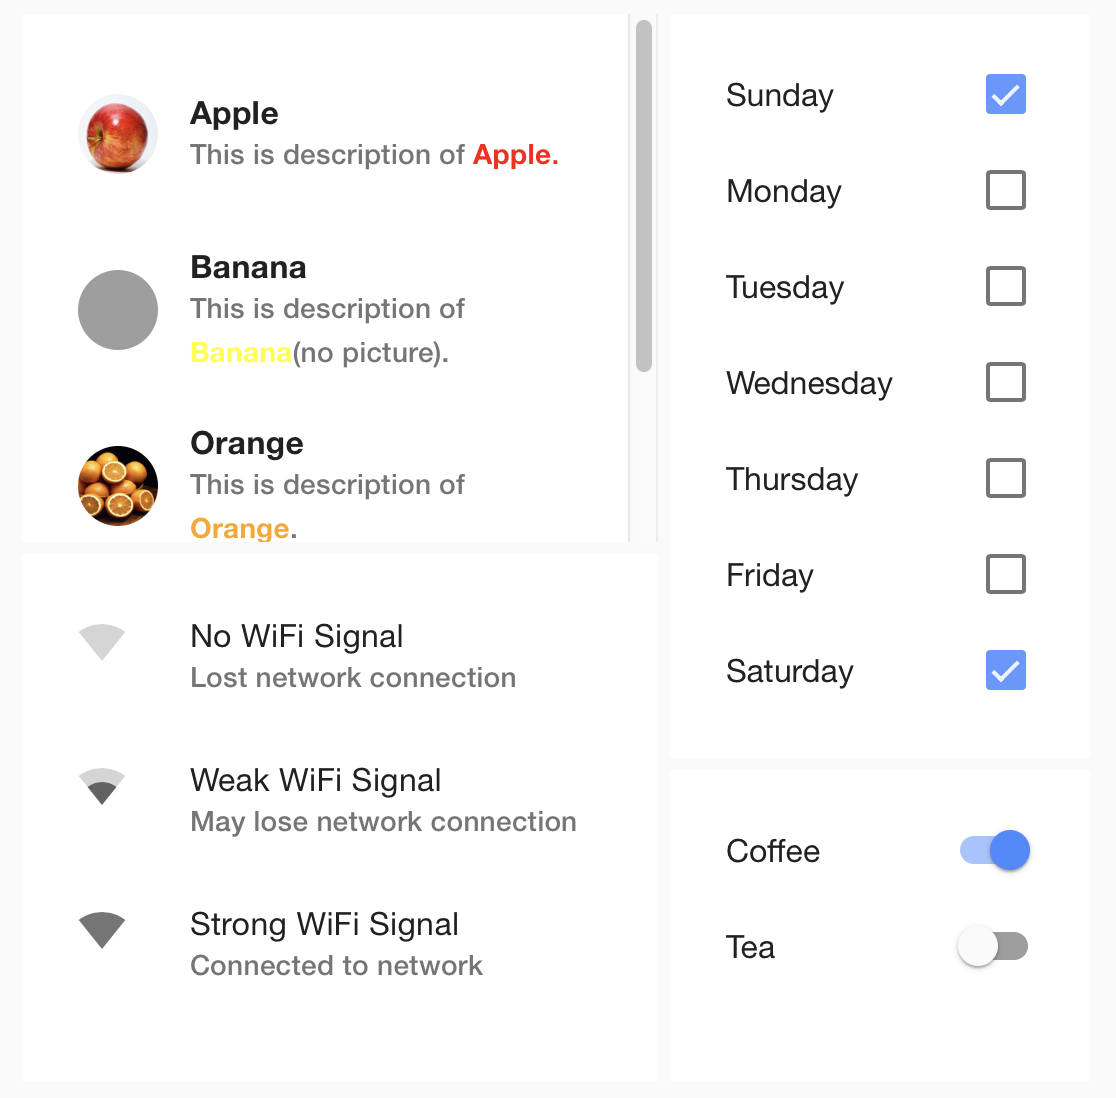 Apple
This is description of Apple.
Banana
This is description of
Banana(no picture).
Orange
This is description of
Orange.
No WiFi Signal
Lost network connection
Weak WiFi Signal
May lose network connection
Strong WiFi Signal
Connected to network
Sunday
Monday
Tuesday
Wednesday
Thursday
Friday
Saturday
Coffee
Tea